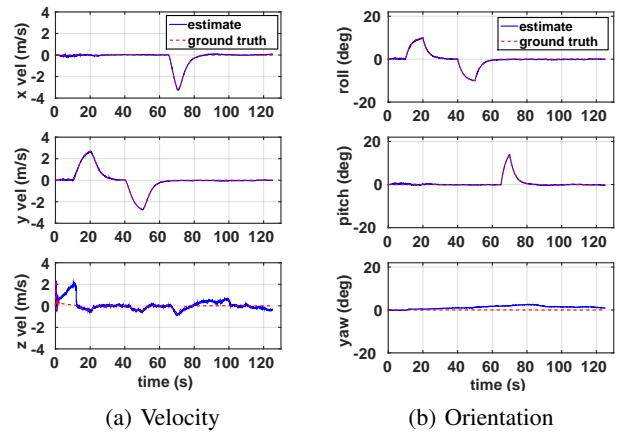 estimate
ground truth
x vel (m/s)
4
2
0
-2
-4
0 20 40 60 80 100 120
y vel (m/s)
4
2
0
-2
-4
0 20 40 60 80 100 120
z vel (m/s)
4
2
0
-2
-4
0 20 40 60 80 100 120
time (s)
(a) Velocity
estimate
ground truth
roll (deg)
20
0
-20
0 20 40 60 80 100 120
pitch (deg)
20
0
-20
0 20 40 60 80 100 120
yaw (deg)
20
0
-20
0 20 40 60 80 100 120
time (s)
(b) Orientation